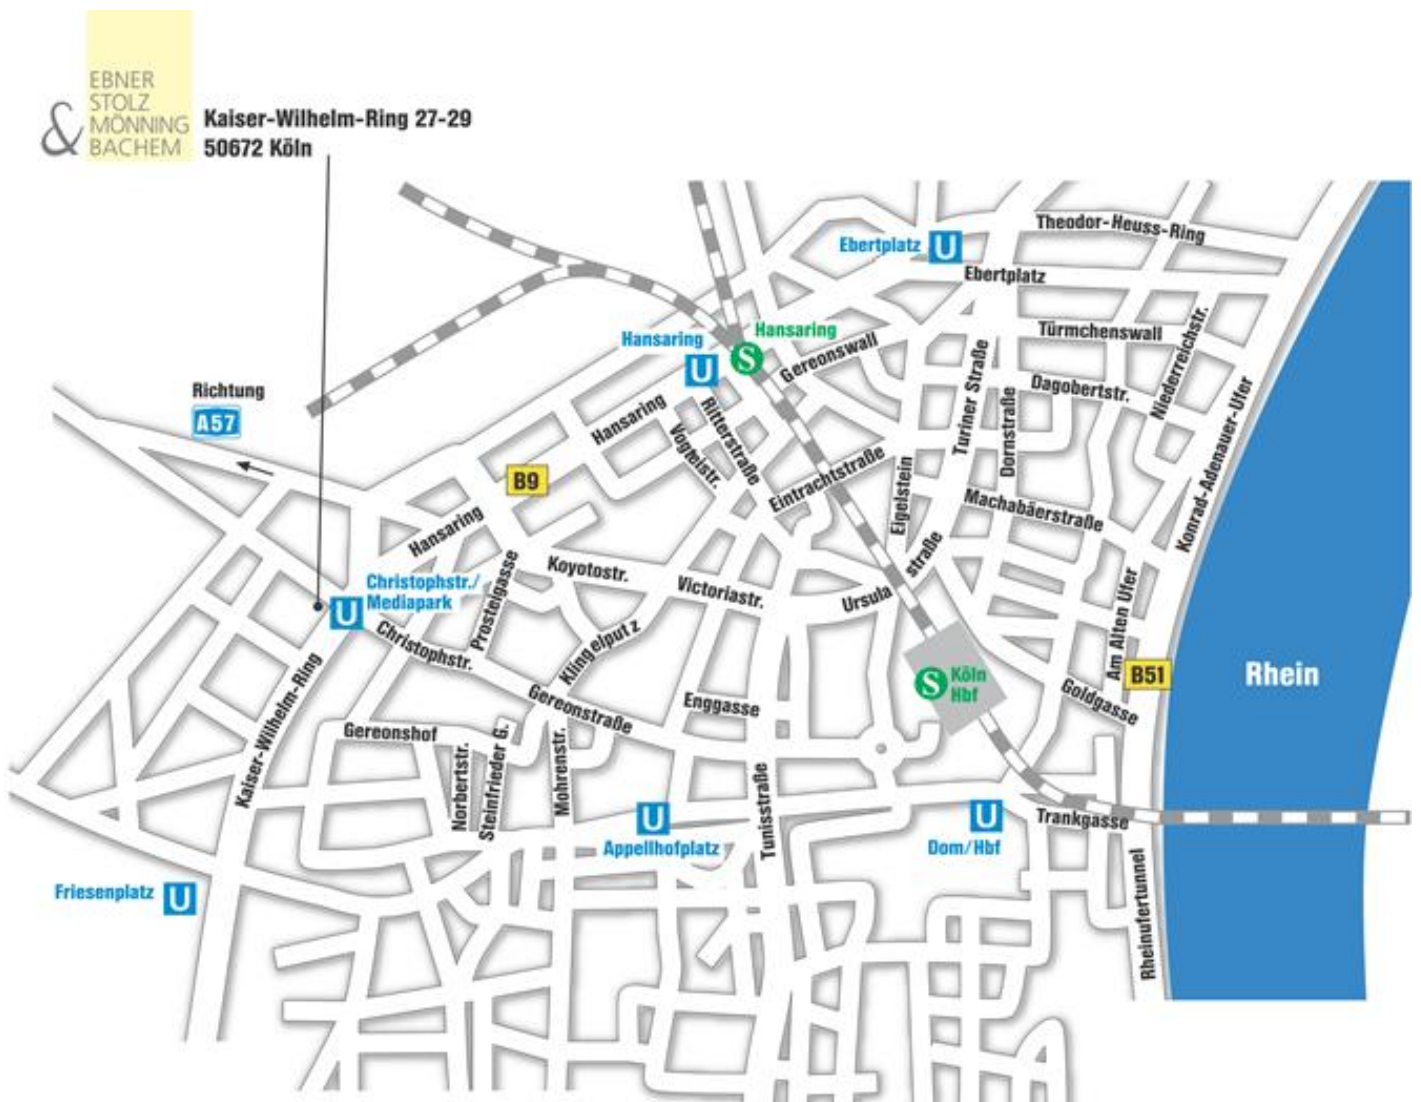 EBNER
STOLZ
& MÖNNING
BACHEM
Kaiser-Wilhelm-Ring 27-29
50672 Köln
Theodor-Heuss-Ring
Ebertplatz U
Ebertplatz
Hansaring
Hansaring
U
S
Gereonswall
Türmchenswall
Niederreichstr.
Richtung
A57
Dagobertstr.
Turiner Straße
Dornstraße
Konrad-Adenauer-Ufer
Hansaring
Ritterstraße
Vogtelstr.
B9
Eintrachtstraße
Eigelstein
Machabäerstraße
Hansaring
Koyotostr.
Victoriastr.
Ursula
straße
Christophstr./
Mediapark
U
Prosteigasse
Christophstr.
Klingelputz
Am Alten Ufer
B51
Rhein
S Köln
Hbf
Goldgasse
Kaiser-Wilhelm-Ring
Gereonstraße
Enggasse
Gereonshof
Norbertstr.
Steinfrieder G.
Mohrenstr.
Tunisstraße
U
Appellhofplatz
U
Dom/Hbf
Trankgasse
Friesenplatz U
Rheinufertunnel